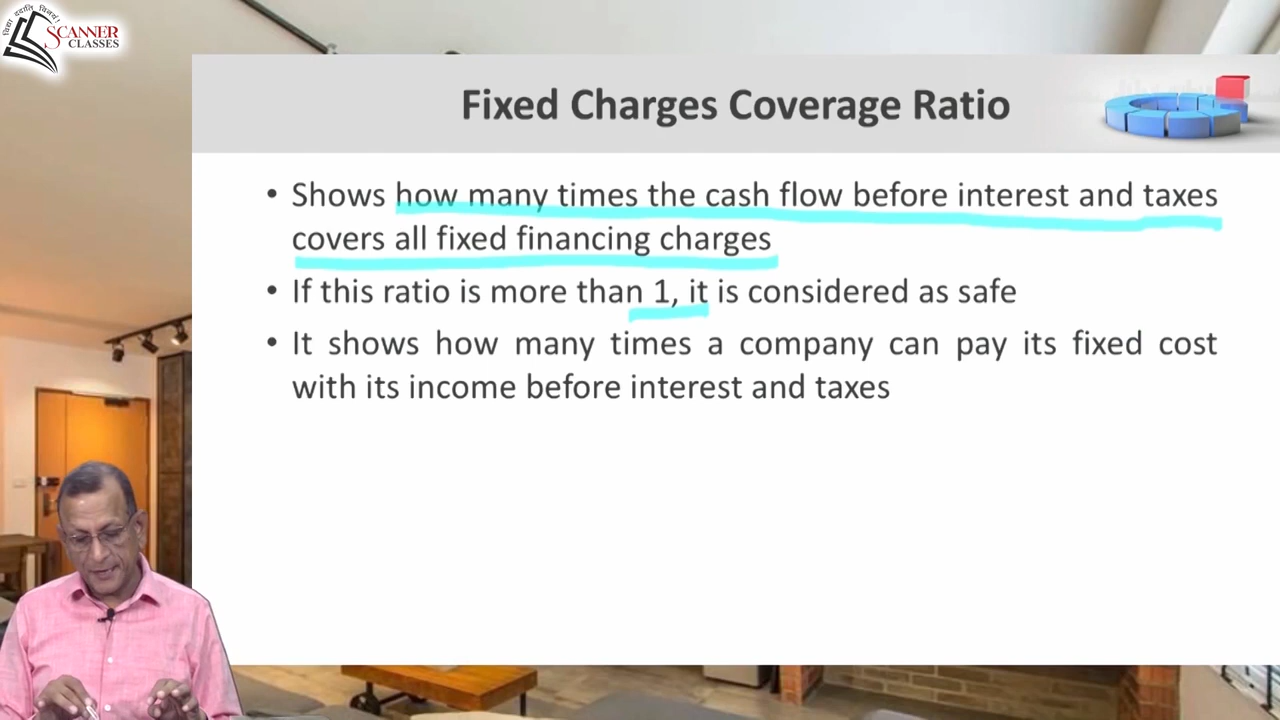 विद्या ददाति विनयं।
SCANNER
CLASSES
Fixed Charges Coverage Ratio
• Shows how many times the cash flow before interest and taxes
covers all fixed financing charges
• If this ratio is more than 1, it is considered as safe
• It shows how many times a company can pay its fixed cost
with its income before interest and taxes